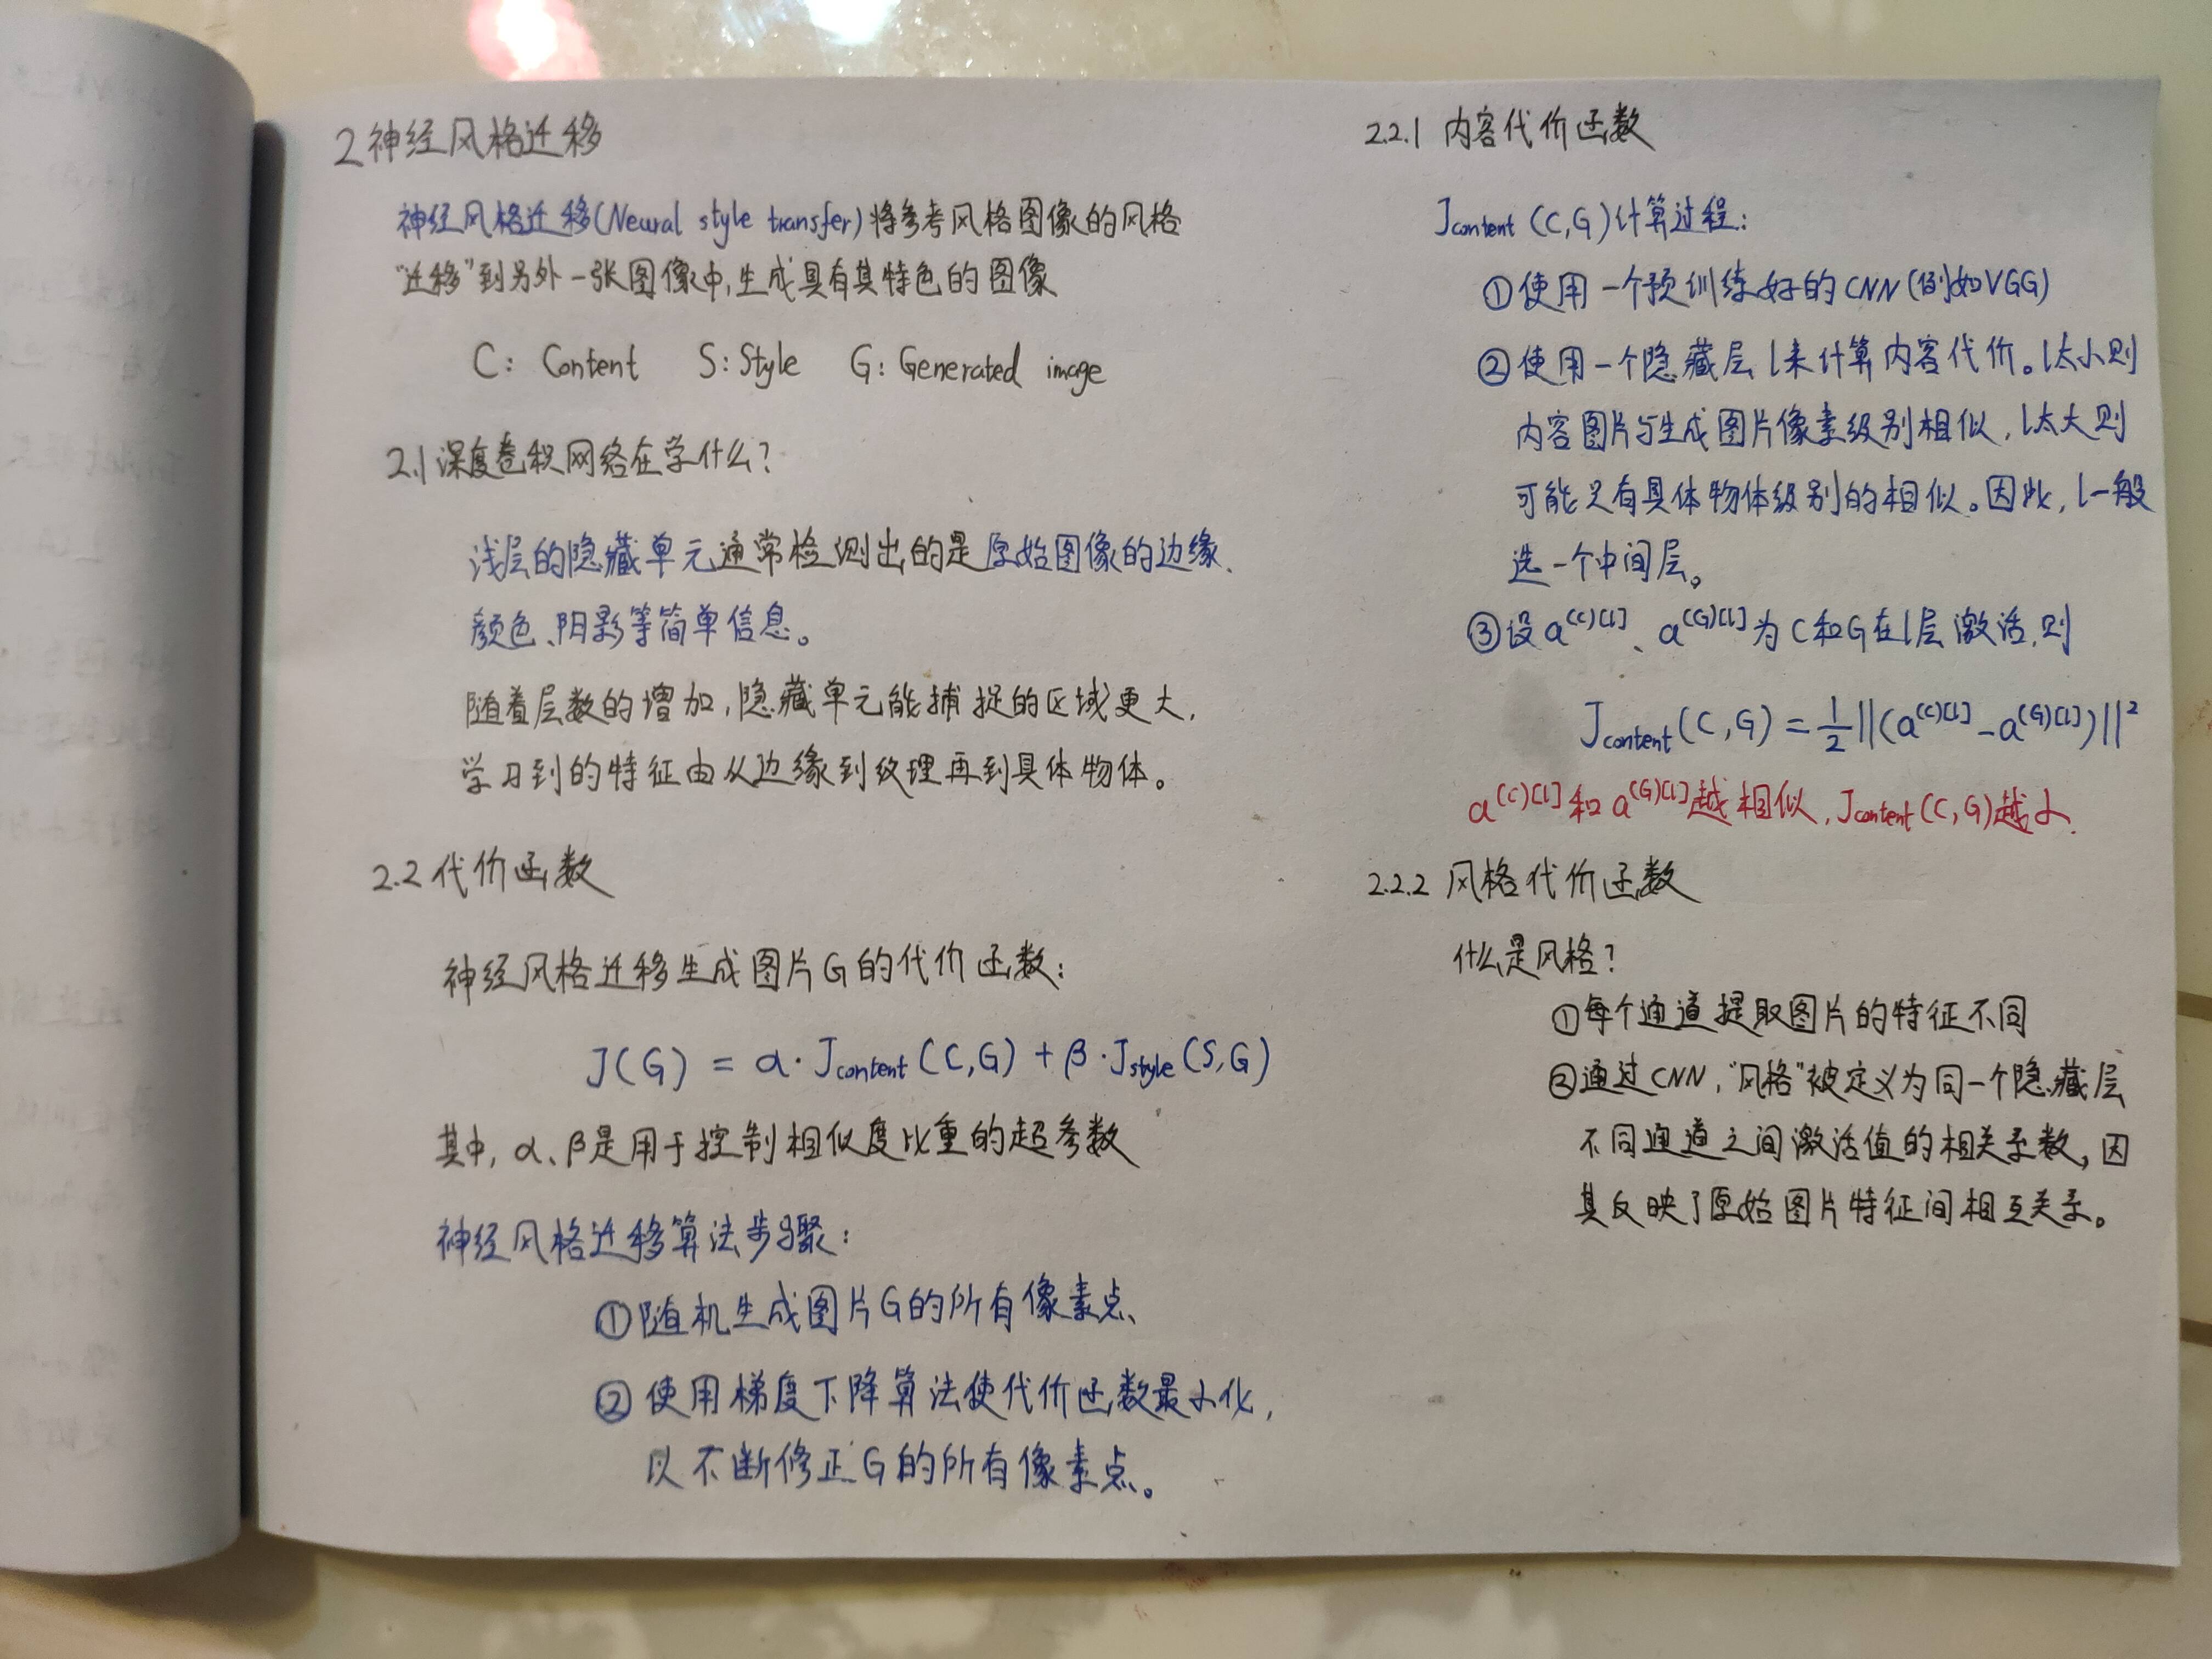 2 神经风格迁移
神经风格迁移(Neural style transfer)将参考风格图像的风格
"迁移"到另外一张图像中,生成具有其特色的图像
C: Content S: Style G: Generated image
2.1 深度卷积网络在学什么?
浅层的隐藏单元通常检测出的是原始图像的边缘、
颜色、阴影等简单信息。
随着层数的增加,隐藏单元能捕捉的区域更大,
学习到的特征由从边缘到纹理再到具体物体。
2.2 代价函数
神经风格迁移生成图片G的代价函数:
J(G) = α·J_content(C,G) + β·J_style(S,G)
其中, α、β是用于控制相似度比重的超参数
神经风格迁移算法步骤:
①随机生成图片G的所有像素点、
②使用梯度下降算法使代价函数最小化,
以不断修正G的所有像素点。
2.2.1 内容代价函数
J_content(C,G)计算过程:
①使用一个预训练好的CNN(例如VGG)
②使用一个隐藏层l来计算内容代价。l太小则
内容图片与生成图片像素级别相似,l太大则
可能只有具体物体级别的相似。因此,l一般
选一个中间层。
③设a^(C)[l]、a^(G)[l]为C和G在l层激活,则
J_content(C,G) = 1/2||(a^(C)[l] - a^(G)[l])||²
a^(C)[l]和a^(G)[l]越相似,J_content(C,G)越小.
2.2.2 风格代价函数
什么是风格?
①每个通道提取图片的特征不同
②通过CNN,"风格"被定义为同一个隐藏层
不同通道之间激活值的相关系数,因
其反映了原始图片特征间相互关系。